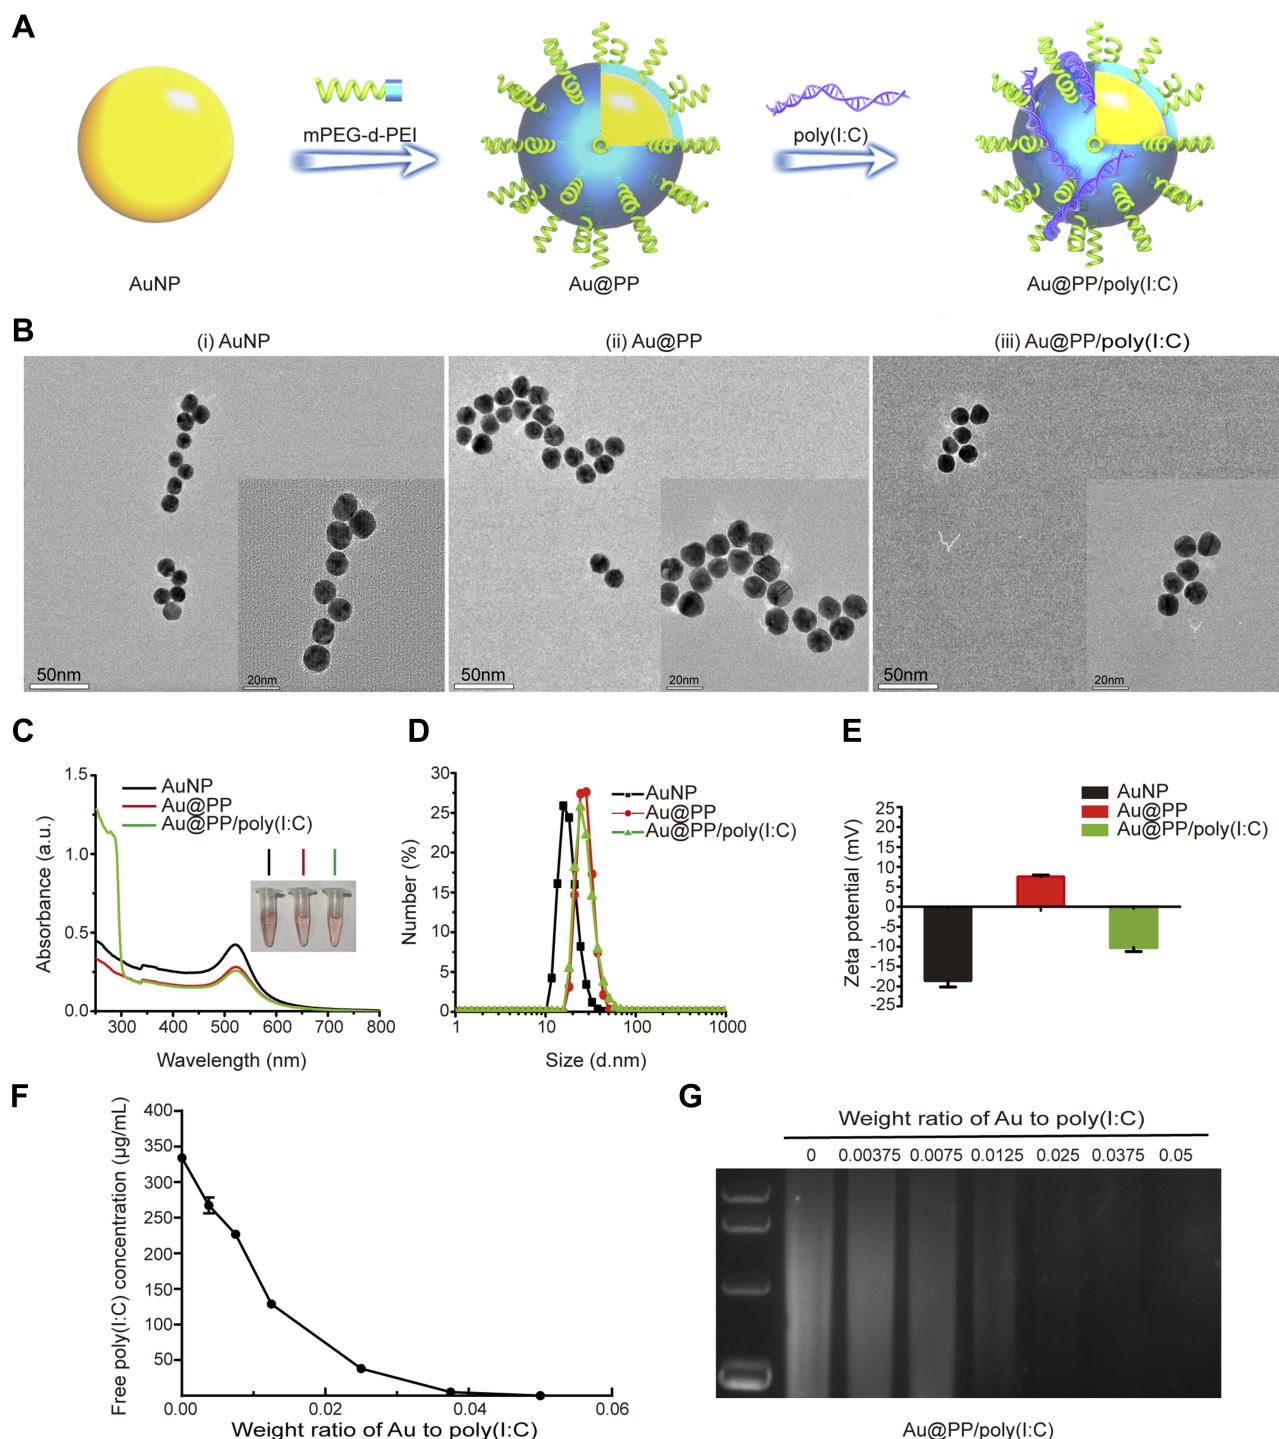 A
mPEG-d-PEI
poly(I:C)
AuNP
Au@PP
Au@PP/poly(I:C)
B
(i) AuNP
(ii) Au@PP
(iii) Au@PP/poly(I:C)
50nm
20nm
50nm
20nm
50nm
20nm
C
AuNP
Au@PP
Au@PP/poly(I:C)
Absorbance (a.u.)
1.5
1.0
0.5
0.0
300 400 500 600 700 800
Wavelength (nm)
D
AuNP
Au@PP
Au@PP/poly(I:C)
Number (%)
30
25
20
15
10
5
0
1 10 100 1000
Size (d.nm)
E
AuNP
Au@PP
Au@PP/poly(I:C)
Zeta potential (mV)
25
20
15
10
5
0
-5
-10
-15
-20
-25
F
Free poly(I:C) concentration (μg/mL)
400
350
300
250
200
150
100
50
0.00 0.02 0.04 0.06
Weight ratio of Au to poly(I:C)
G
Weight ratio of Au to poly(I:C)
0 0.00375 0.0075 0.0125 0.025 0.0375 0.05
Au@PP/poly(I:C)